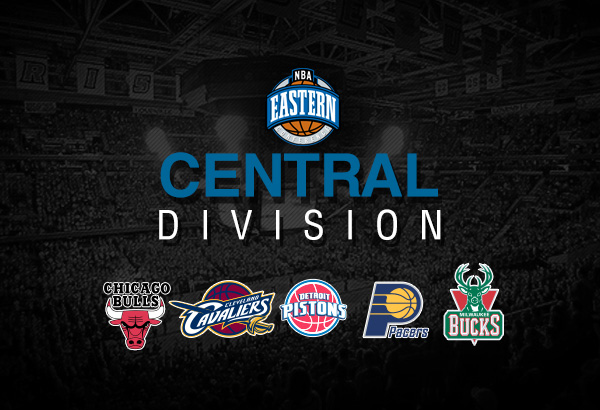 NBA
EASTERN
CENTRAL
DIVISION
CHICAGO
BULLS
CLEVELAND
CAVALIERS
DETROIT
PISTONS
Pacers
MILWAUKEE
BUCKS